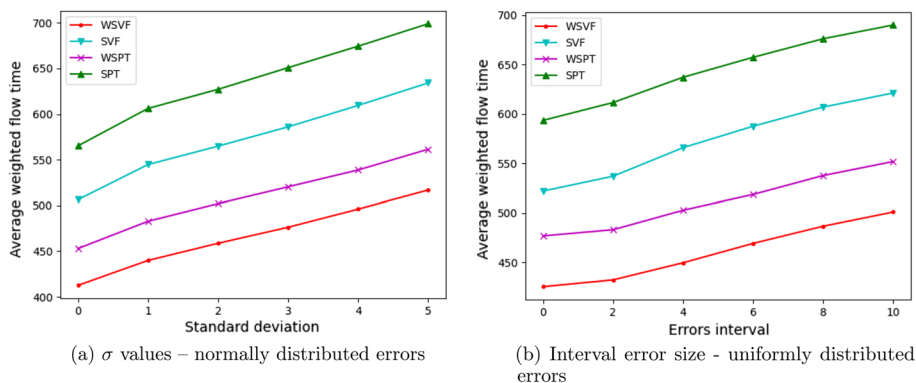 700
650
600
550
500
450
400
0 1 2 3 4 5
Average weighted flow time
Standard deviation
WSVF
SVF
WSPT
SPT
(a) σ values – normally distributed errors
700
650
600
550
500
450
0 2 4 6 8 10
Average weighted flow time
Errors interval
WSVF
SVF
WSPT
SPT
(b) Interval error size - uniformly distributed
errors